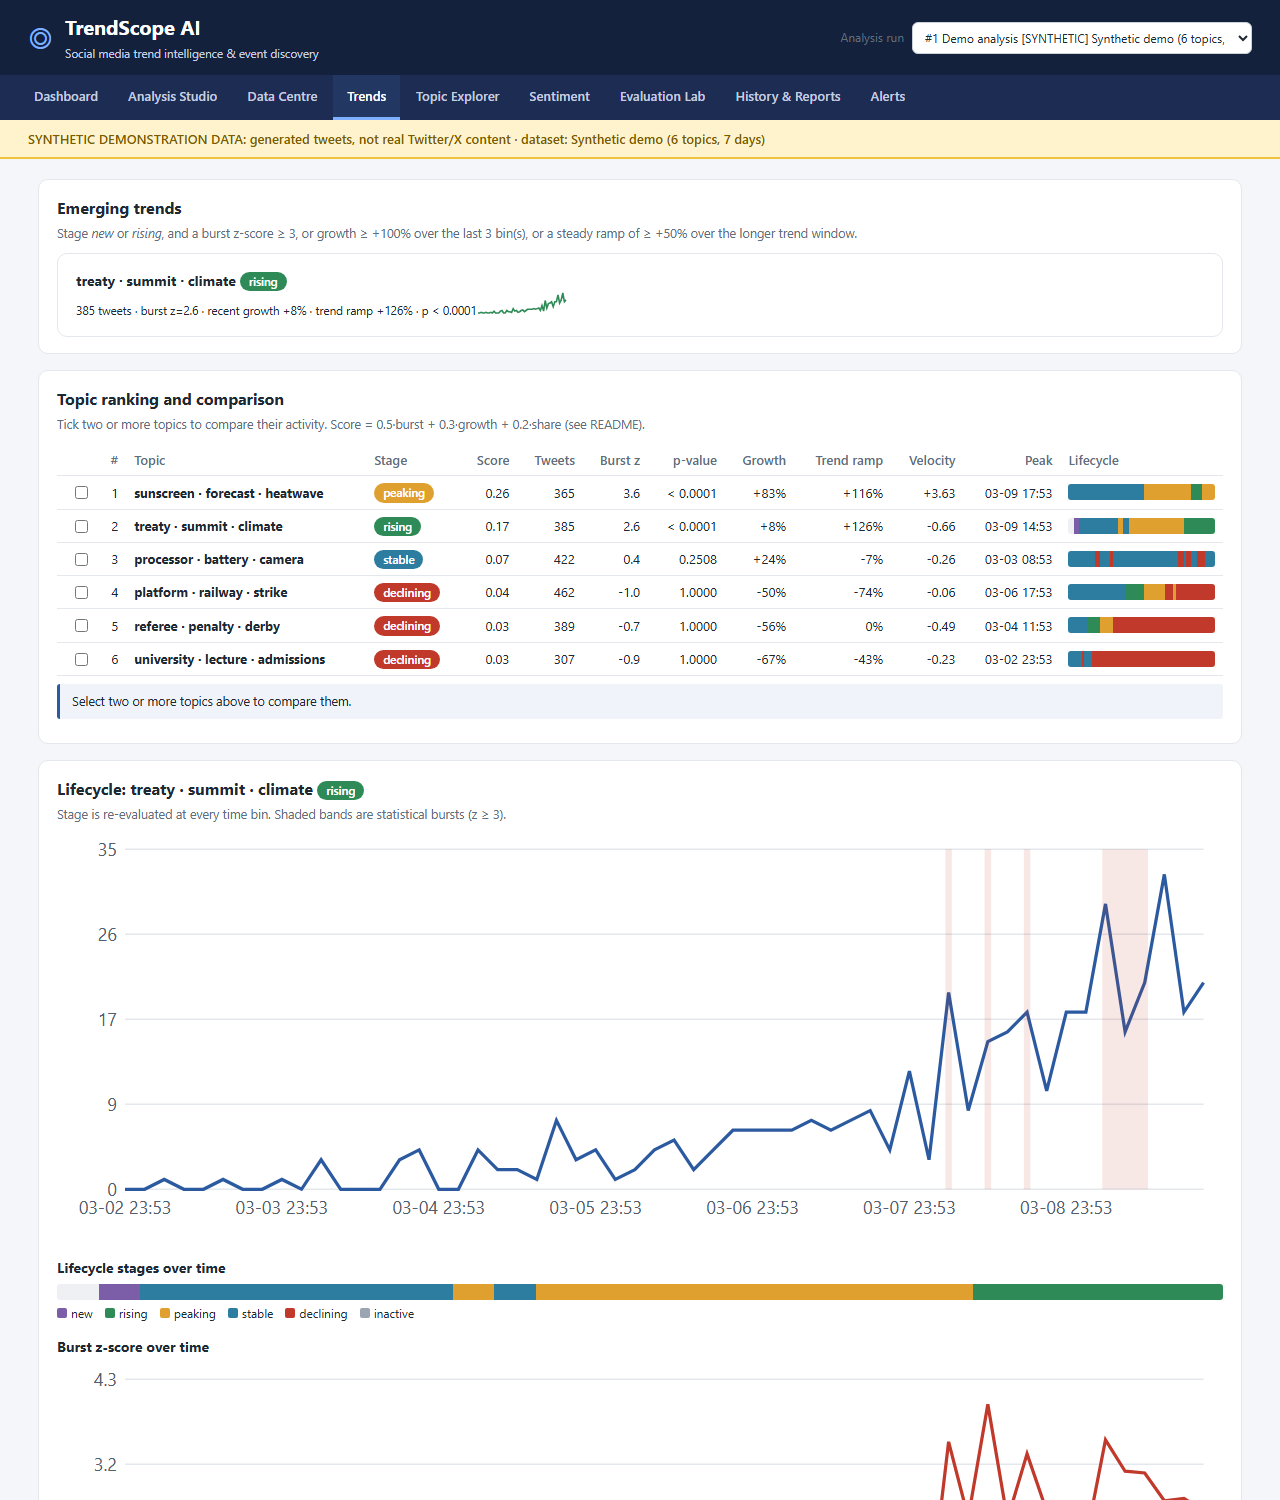 TrendScope AI
Social media trend intelligence & event discovery
Analysis run
#1 Demo analysis [SYNTHETIC] Synthetic demo (6 topics,
Dashboard Analysis Studio Data Centre Trends Topic Explorer Sentiment Evaluation Lab History & Reports Alerts
SYNTHETIC DEMONSTRATION DATA: generated tweets, not real Twitter/X content · dataset: Synthetic demo (6 topics, 7 days)
Emerging trends
Stage new or rising, and a burst z-score ≥ 3, or growth ≥ +100% over the last 3 bin(s), or a steady ramp of ≥ +50% over the longer trend window.
treaty · summit · climate rising
385 tweets · burst z=2.6 · recent growth +8% · trend ramp +126% · p < 0.0001
Topic ranking and comparison
Tick two or more topics to compare their activity. Score = 0.5·burst + 0.3·growth + 0.2·share (see README).
# Topic Stage Score Tweets Burst z p-value Growth Trend ramp Velocity Peak Lifecycle
1 sunscreen · forecast · heatwave peaking 0.26 365 3.6 < 0.0001 +83% +116% +3.63 03-09 17:53
2 treaty · summit · climate rising 0.17 385 2.6 < 0.0001 +8% +126% -0.66 03-09 14:53
3 processor · battery · camera stable 0.07 422 0.4 0.2508 +24% -7% -0.26 03-03 08:53
4 platform · railway · strike declining 0.04 462 -1.0 1.0000 -50% -74% -0.06 03-06 17:53
5 referee · penalty · derby declining 0.03 389 -0.7 1.0000 -56% 0% -0.49 03-04 11:53
6 university · lecture · admissions declining 0.03 307 -0.9 1.0000 -67% -43% -0.23 03-02 23:53
Select two or more topics above to compare them.
Lifecycle: treaty · summit · climate rising
Stage is re-evaluated at every time bin. Shaded bands are statistical bursts (z ≥ 3).
35
26
17
9
0
03-02 23:53 03-03 23:53 03-04 23:53 03-05 23:53 03-06 23:53 03-07 23:53 03-08 23:53
Lifecycle stages over time
new rising peaking stable declining inactive
Burst z-score over time
4.3
3.2